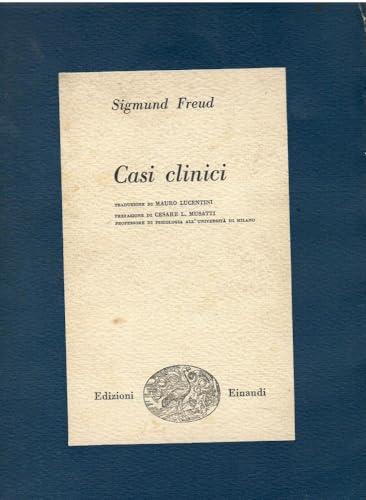 Sigmund Freud
Casi clinici
TRADUZIONE DI MAURO LUCENTINI
PREFAZIONE DI CESARE L. MUSATTI
PROFESSORE DI PSICOLOGIA ALL' UNIVERSITÀ DI MILANO
Edizioni Einaudi